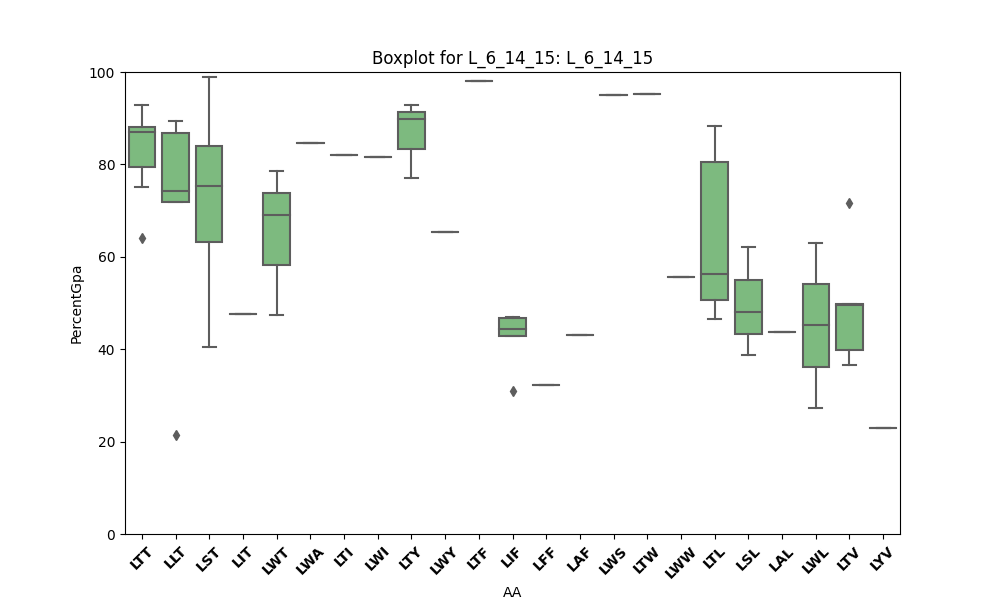 Boxplot for L_6_14_15: L_6_14_15
100
80
60
40
20
0
PercentGpa
LTT LLT LST LIT LWT LWA LTI LWI LTY LWY LTF LIF LFF LAF LWS LTW LWW LTL LSL LAL LWL LTV LYV
AA